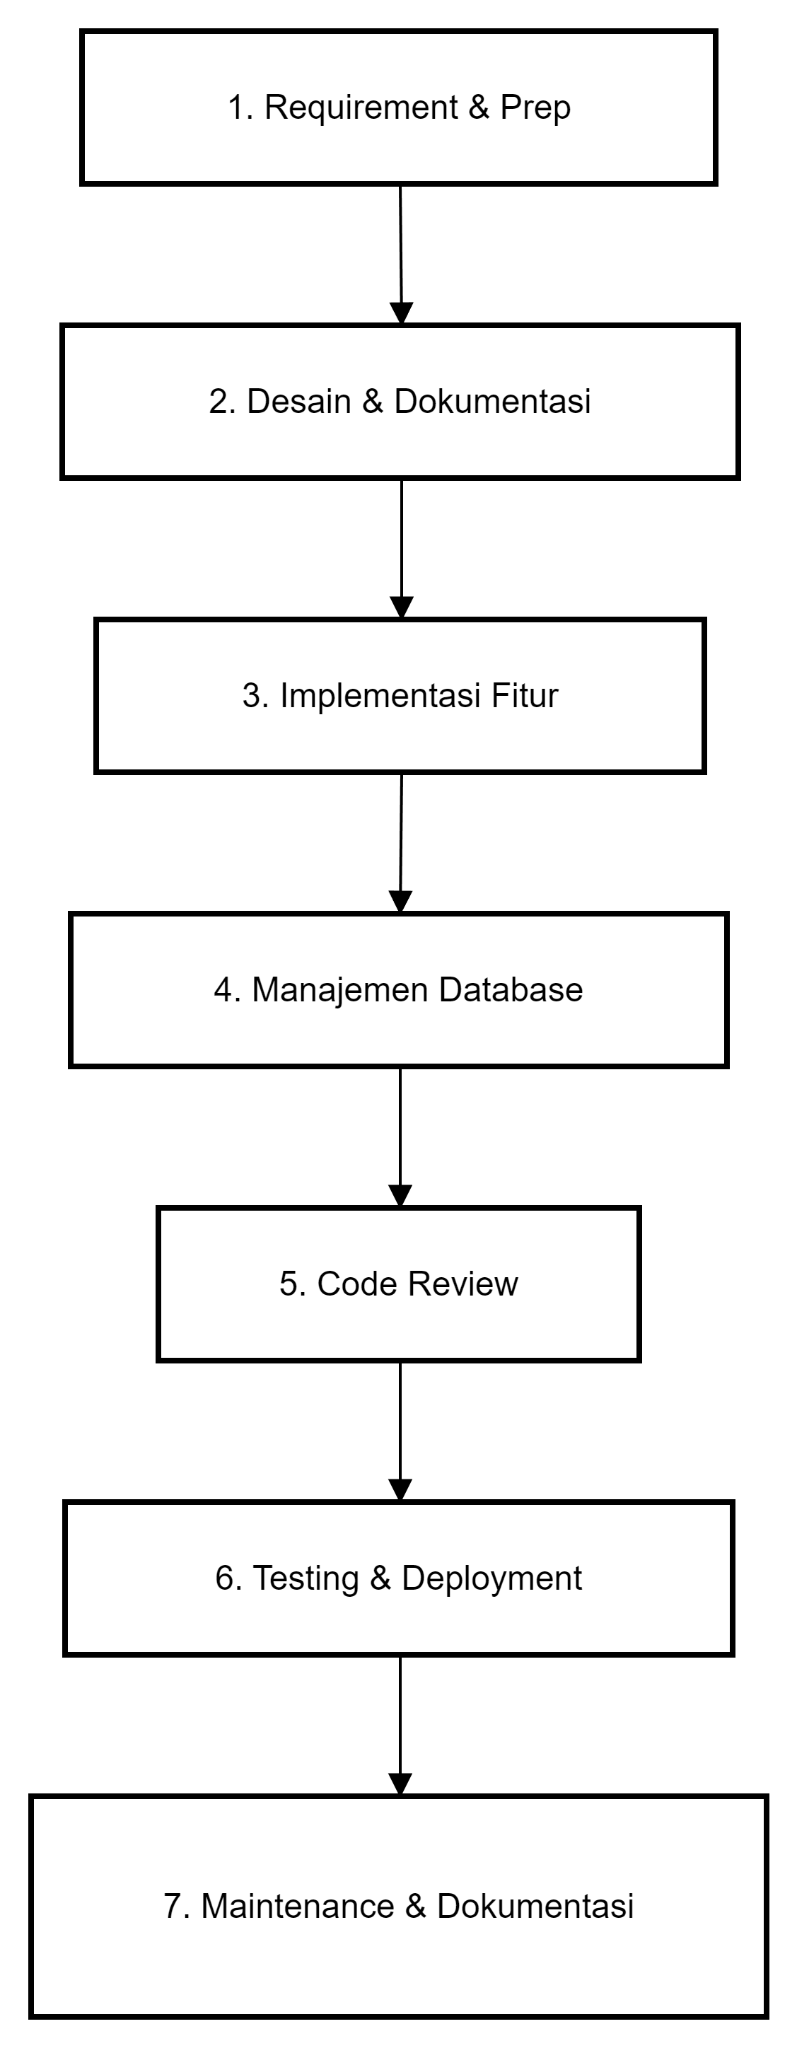 1. Requirement & Prep
2. Desain & Dokumentasi
3. Implementasi Fitur
4. Manajemen Database
5. Code Review
6. Testing & Deployment
7. Maintenance & Dokumentasi